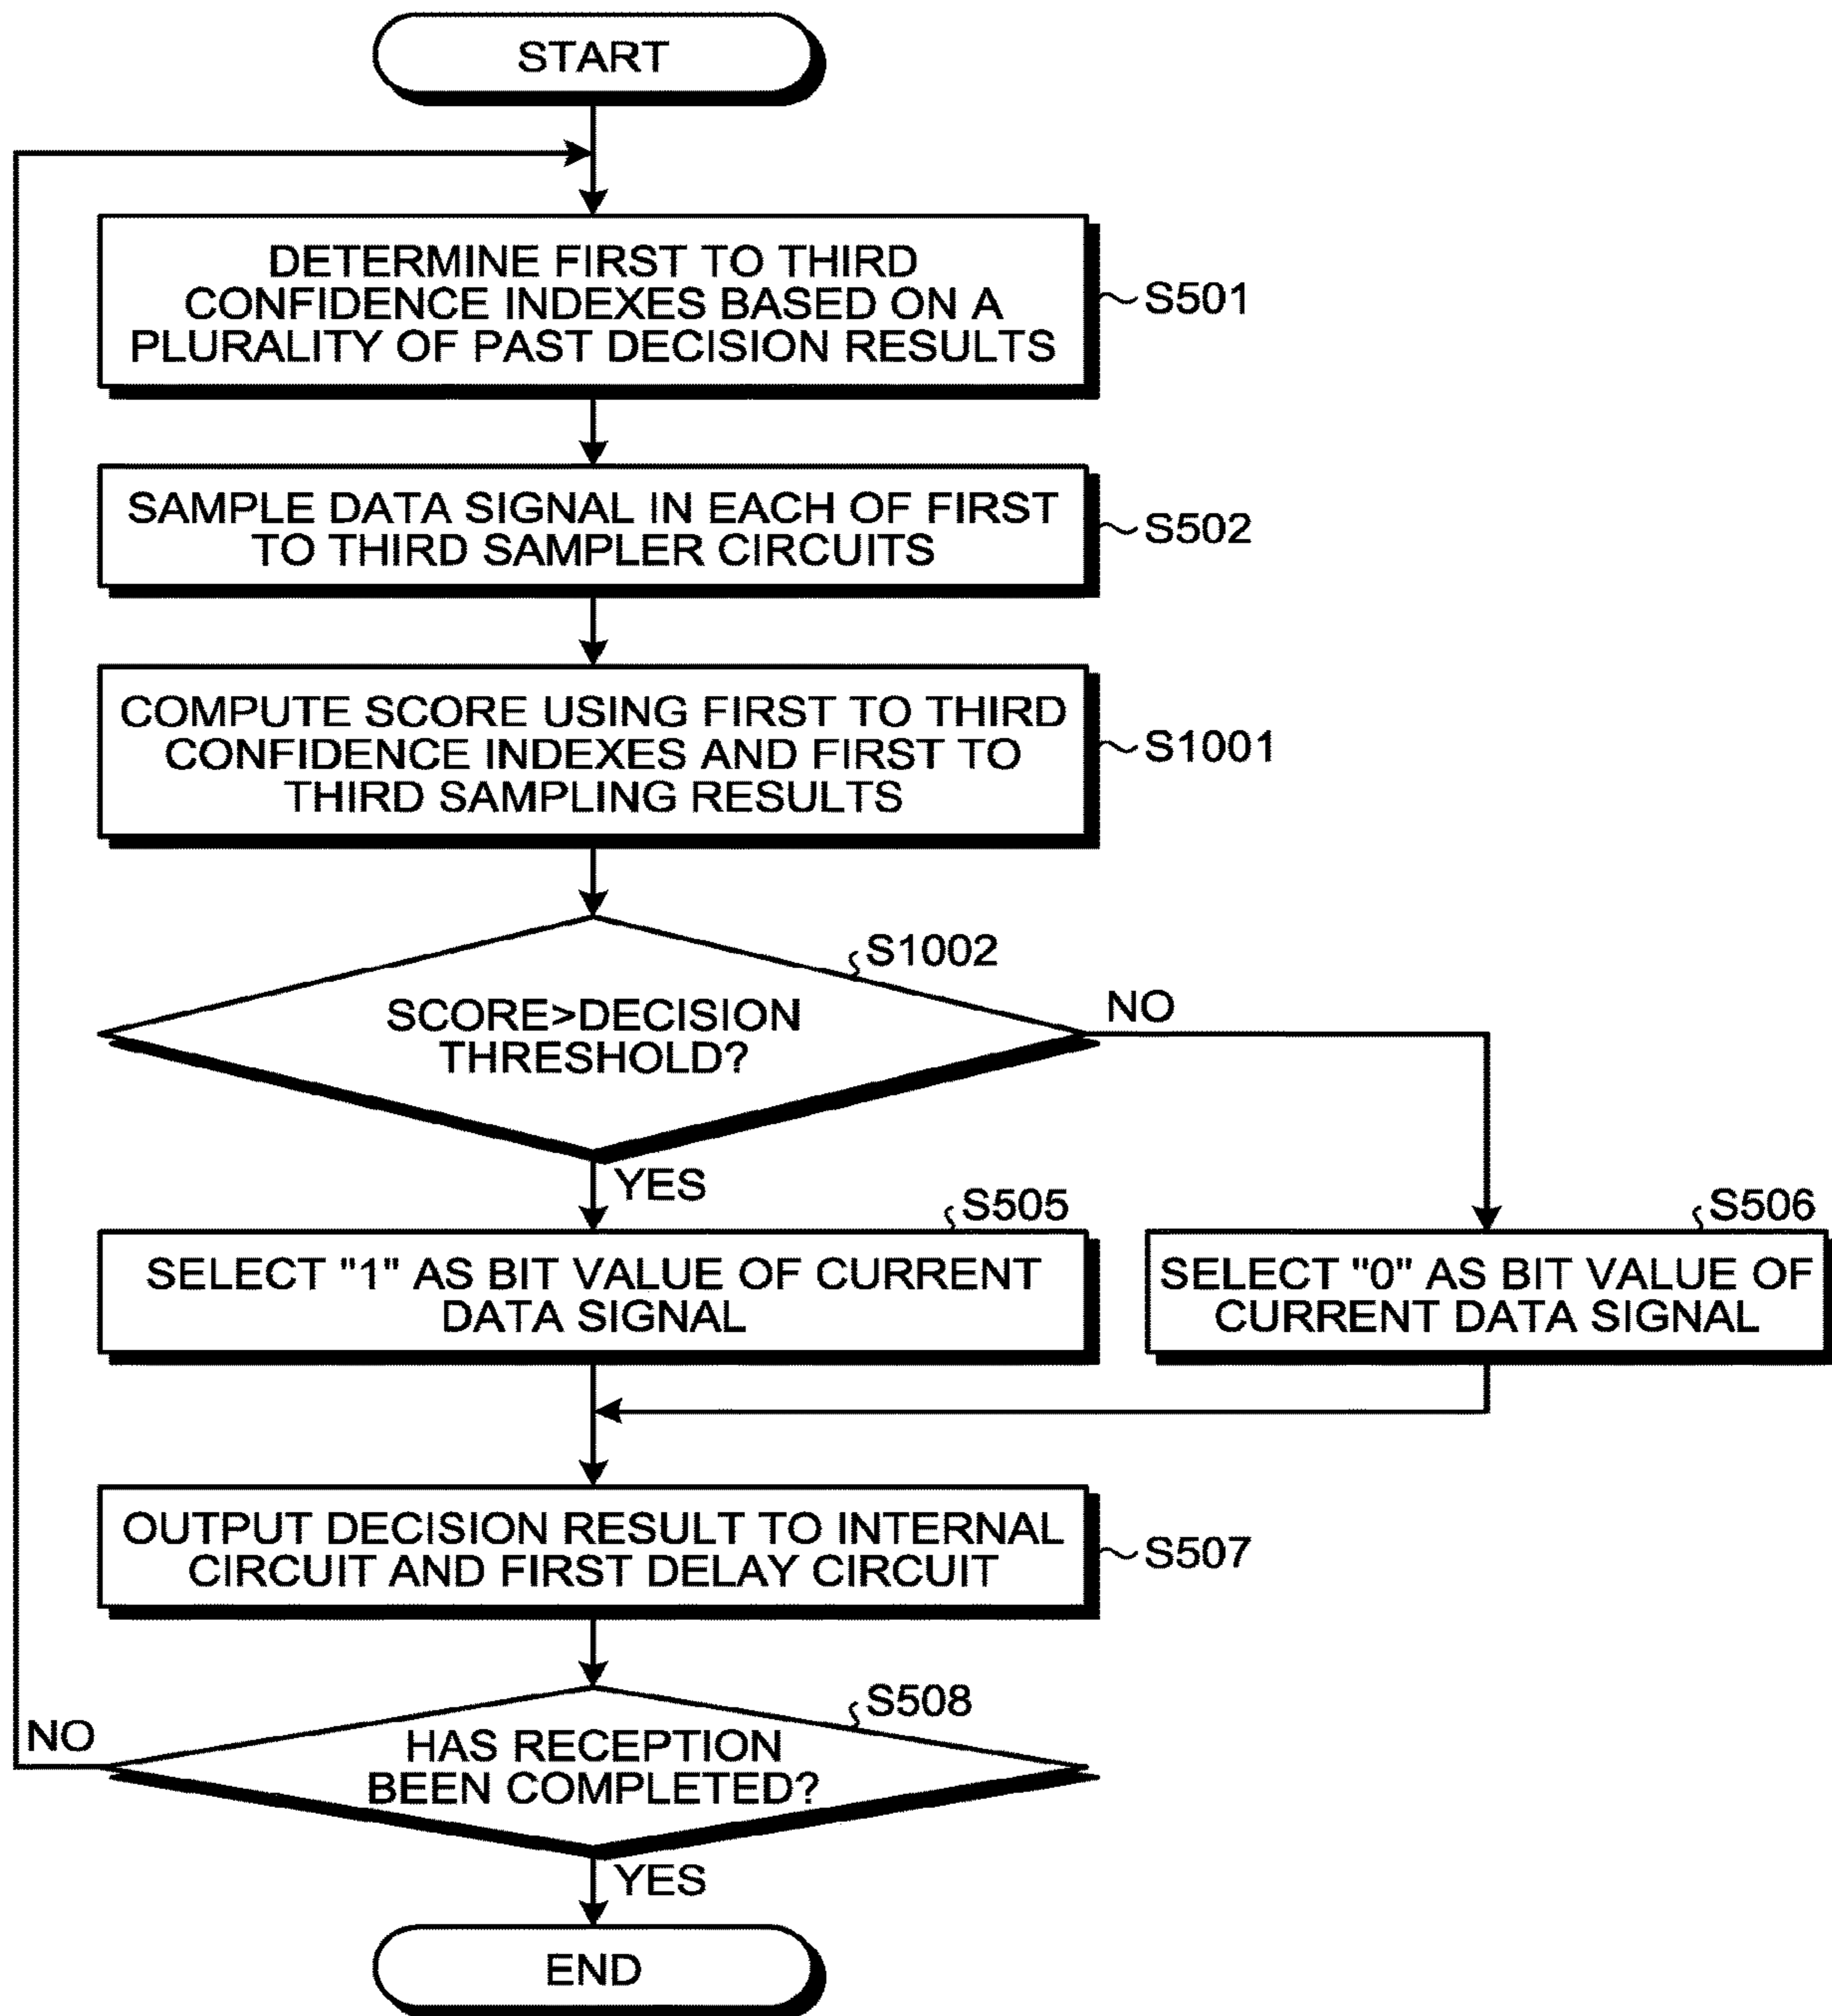 START
DETERMINE FIRST TO THIRD
CONFIDENCE INDEXES BASED ON A
PLURALITY OF PAST DECISION RESULTS
S501
SAMPLE DATA SIGNAL IN EACH OF FIRST
TO THIRD SAMPLER CIRCUITS
S502
COMPUTE SCORE USING FIRST TO THIRD
CONFIDENCE INDEXES AND FIRST TO
THIRD SAMPLING RESULTS
S1001
S1002
SCORE>DECISION
THRESHOLD?
NO
YES
S505
SELECT "1" AS BIT VALUE OF CURRENT
DATA SIGNAL
S506
SELECT "0" AS BIT VALUE OF
CURRENT DATA SIGNAL
OUTPUT DECISION RESULT TO INTERNAL
CIRCUIT AND FIRST DELAY CIRCUIT
S507
S508
HAS RECEPTION
BEEN COMPLETED?
NO
YES
END